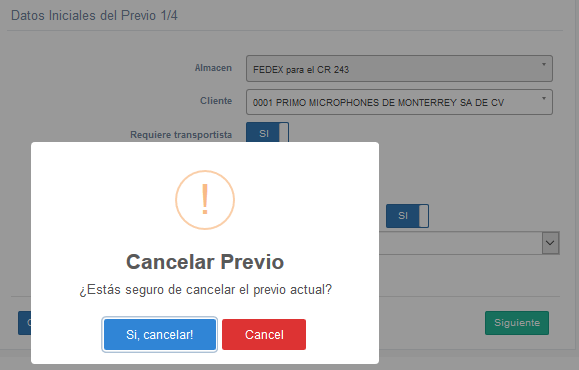 Datos Iniciales del Previo 1/4
Almacen
FEDEX para el CR 243
Cliente
0001 PRIMO MICROPHONES DE MONTERREY SA DE CV
Requiere transportista
SI
SI
!
Cancelar Previo
¿Estás seguro de cancelar el previo actual?
Si, cancelar!
Cancel
Siguiente